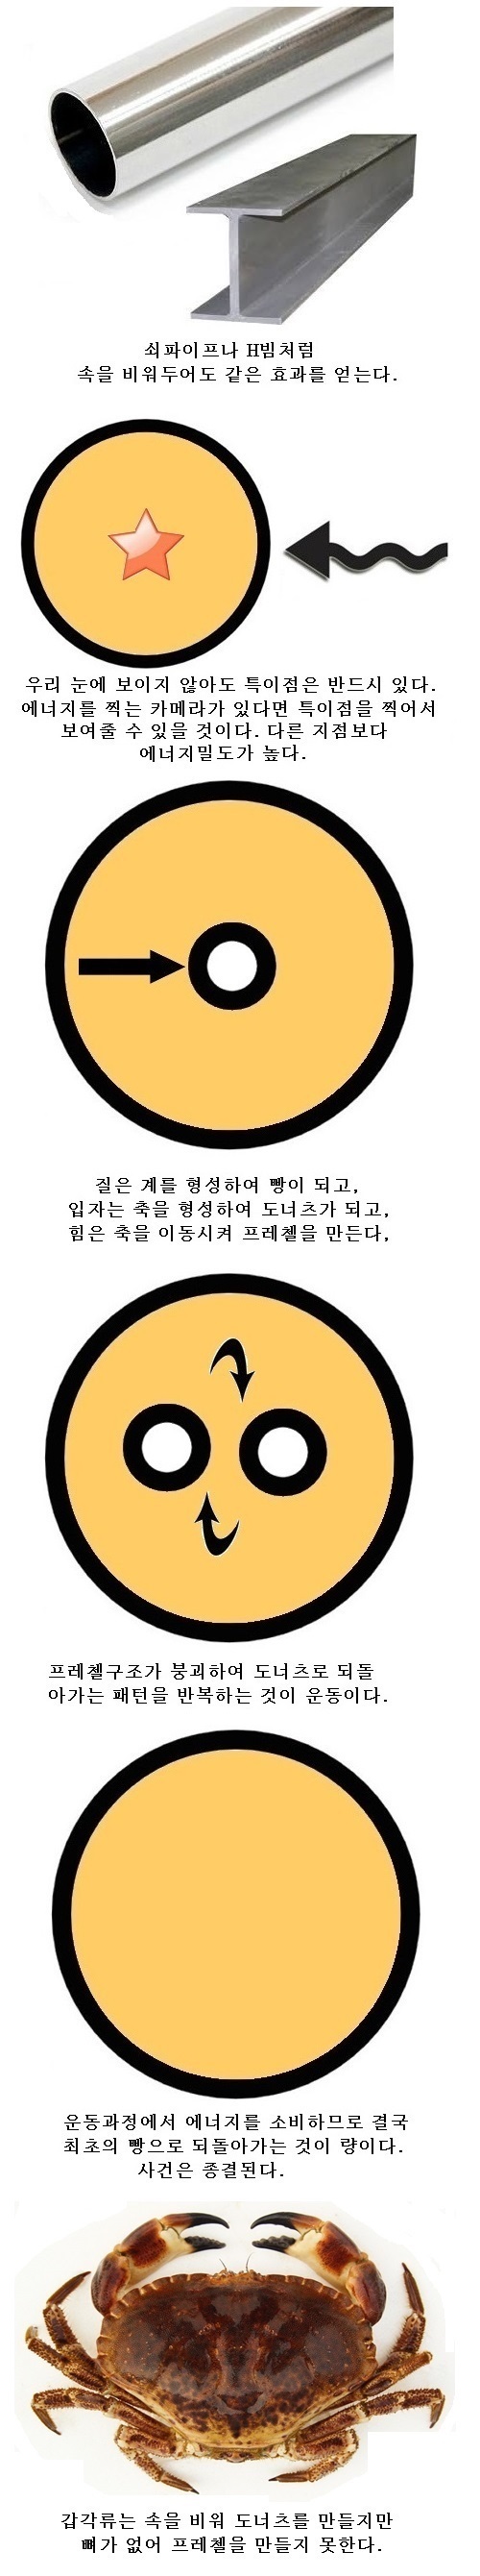 쇠파이프나 H빔처럼
속을 비워두어도 같은 효과를 얻는다.
우리 눈에 보이지 않아도 특이점은 반드시 있다.
에너지를 찍는 카메라가 있다면 특이점을 찍어서
보여줄 수 있을 것이다. 다른 지점보다
에너지밀도가 높다.
질은 계를 형성하여 빵이 되고,
입자는 축을 형성하여 도너츠가 되고,
힘은 축을 이동시켜 프레첼을 만든다,
프레첼구조가 붕괴하여 도너츠로 되돌
아가는 패턴을 반복하는 것이 운동이다.
운동과정에서 에너지를 소비하므로 결국
최초의 빵으로 되돌아가는 것이 량이다.
사건은 종결된다.
갑각류는 속을 비워 도너츠를 만들지만
뼈가 없어 프레첼을 만들지 못한다.